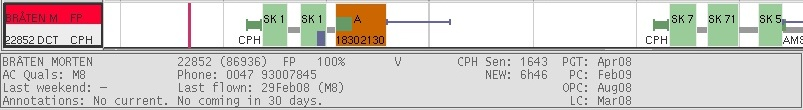 BRÅTEN M FP SK 1 SK 1 A SK 7 SK 71 SK 5
22852 DCT CPH CPH 18302130 CPH AMS
BRÅTEN MORTEN 22852 (86936) FP 100% V CPH Sen: 1643 PGT: Apr08
AC Quals: M8 Phone: 0047 93007845 NEW: 6h46 PC: Feb09
Last weekend: – Last flown: 29Feb08 (M8) OPC: Aug08
Annotations: No current. No coming in 30 days. LC: Mar08